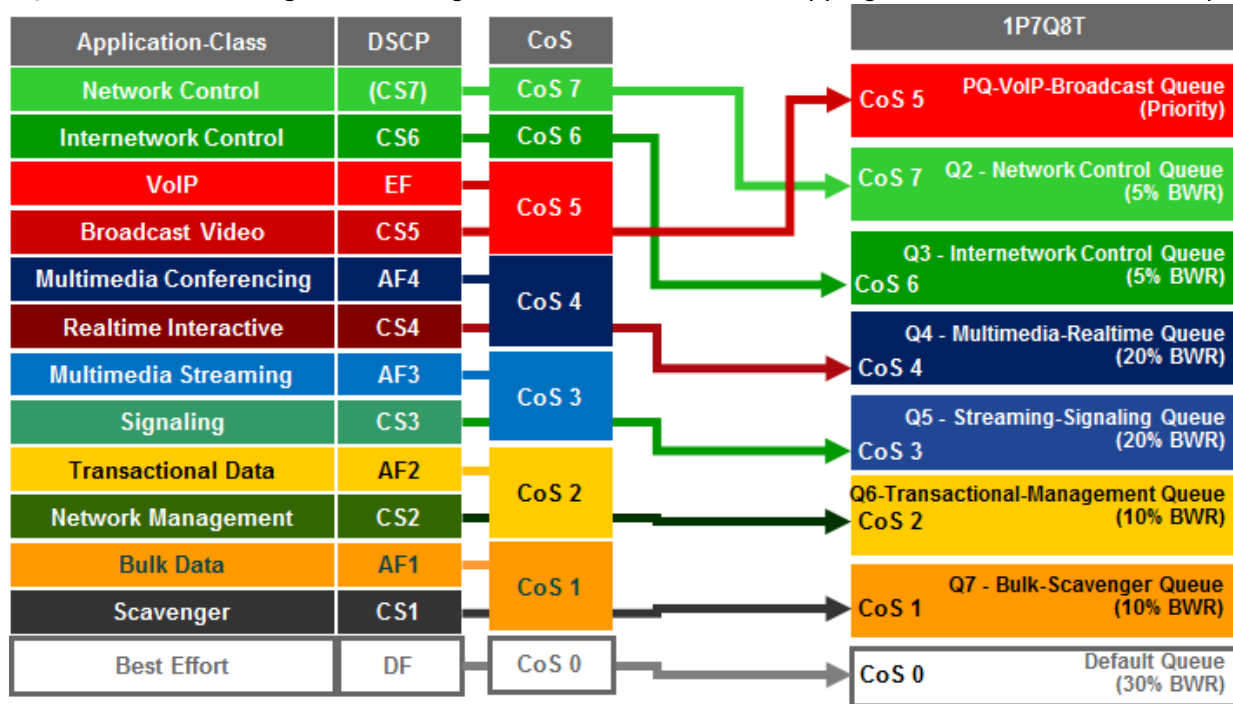 Application-Class DSCP CoS
Network Control (CS7) CoS 7
Internetwork Control CS6 CoS 6
VoIP EF
CoS 5
Broadcast Video CS5
Multimedia Conferencing AF4
CoS 4
Realtime Interactive CS4
Multimedia Streaming AF3
CoS 3
Signaling CS3
Transactional Data AF2
CoS 2
Network Management CS2
Bulk Data AF1
CoS 1
Scavenger CS1
Best Effort DF CoS 0
1P7Q8T
PQ-VoIP-Broadcast Queue
CoS 5 (Priority)
CoS 7 Q2 - Network Control Queue
(5% BWR)
Q3 - Internetwork Control Queue
CoS 6 (5% BWR)
Q4 - Multimedia-Realtime Queue
(20% BWR)
CoS 4
Q5 - Streaming-Signaling Queue
(20% BWR)
CoS 3
Q6-Transactional-Management Queue
CoS 2 (10% BWR)
Q7 - Bulk-Scavenger Queue
CoS 1 (10% BWR)
Default Queue
CoS 0 (30% BWR)